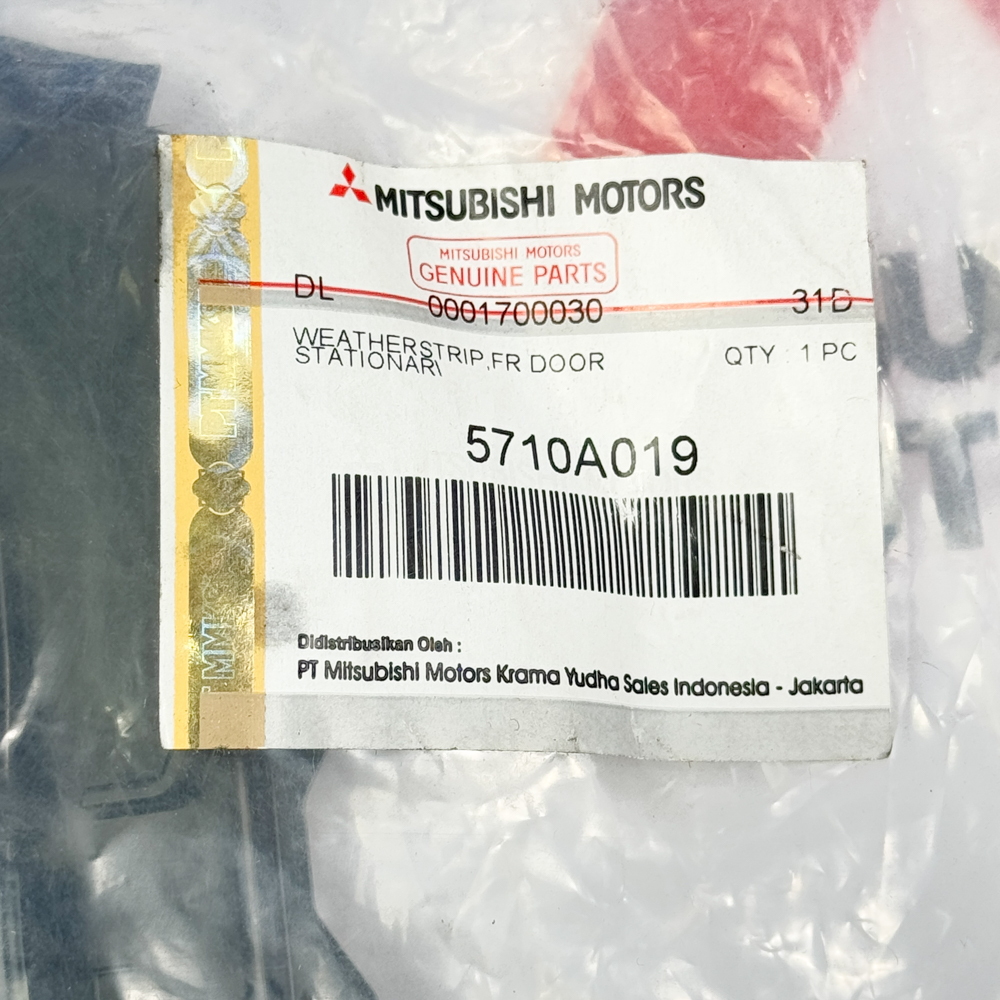 MITSUBISHI MOTORS
MITSUBISHI MOTORS
GENUINE PARTS
DL 0001700030 31D
WEATHERSTRIP,FR DOOR
STATIONAR
QTY : 1 PC
5710A019
Didistribusikan Oleh :
PT Mitsubishi Motors Krama Yudha Sales Indonesia - Jakarta